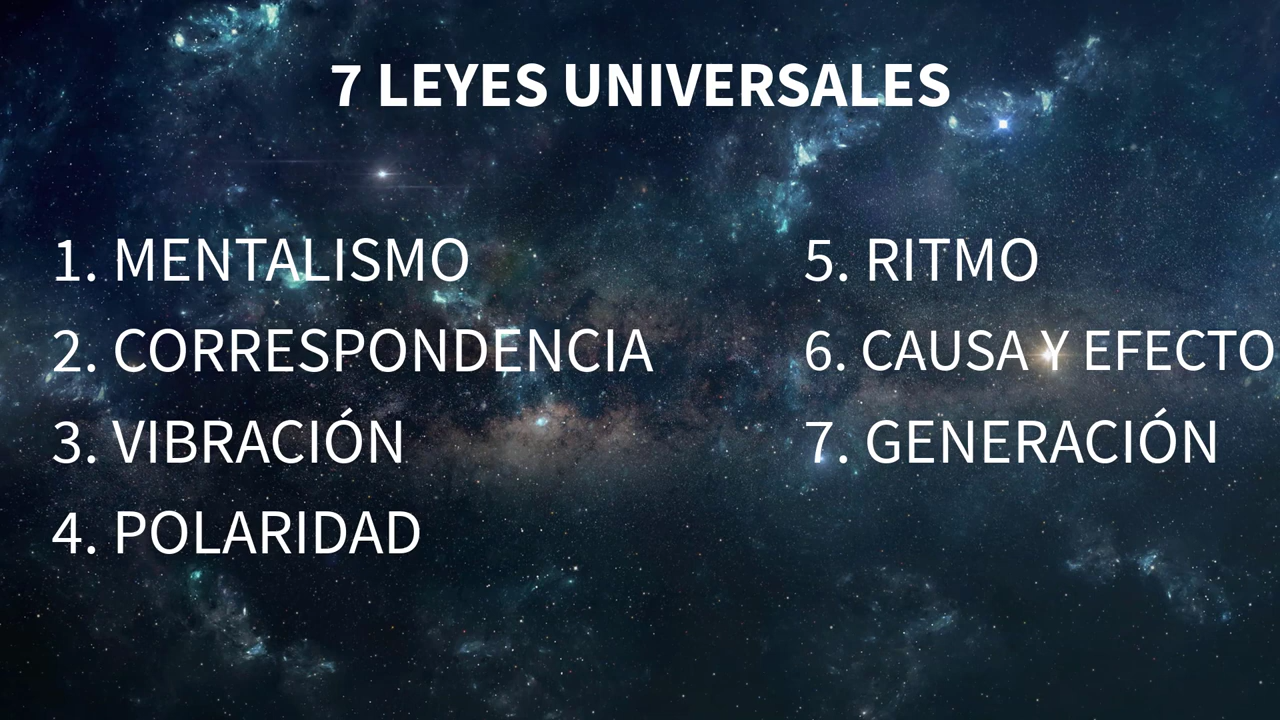 7 LEYES UNIVERSALES
1. MENTALISMO
2. CORRESPONDENCIA
3. VIBRACIÓN
4. POLARIDAD
5. RITMO
6. CAUSA Y EFECTO
7. GENERACIÓN